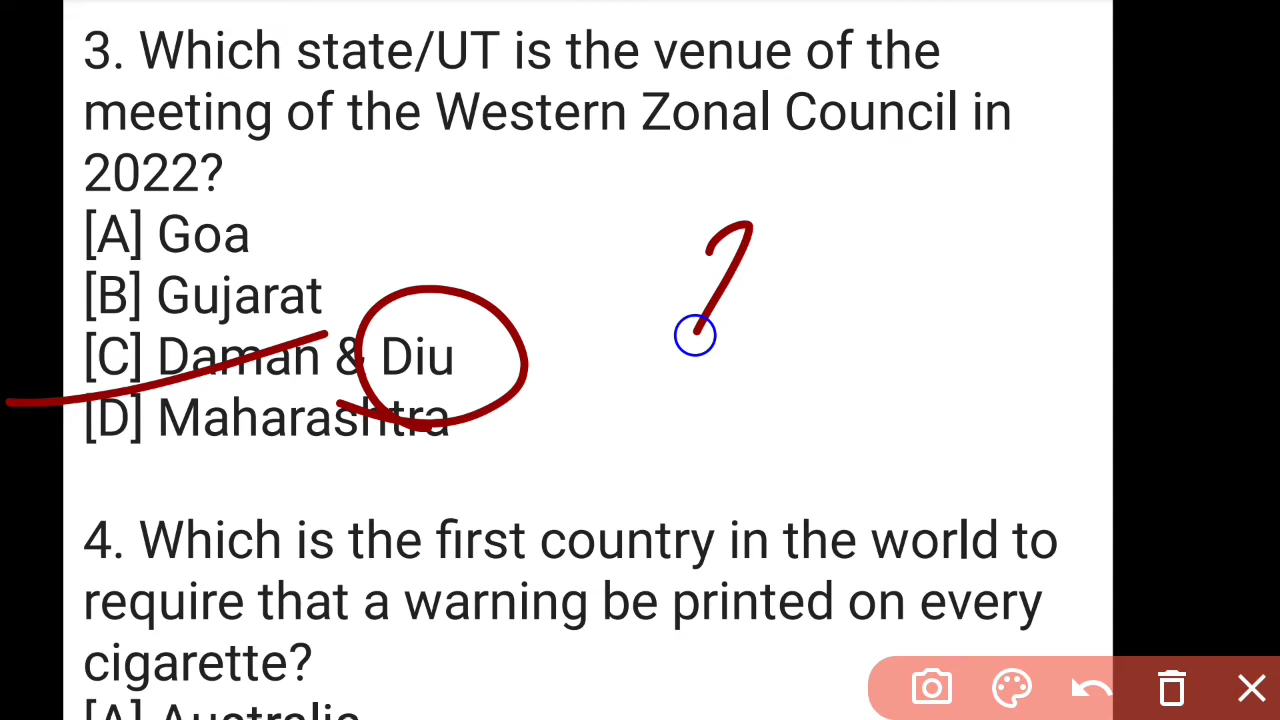 3. Which state/UT is the venue of the
meeting of the Western Zonal Council in
2022?
[A] Goa
[B] Gujarat
[C] Daman & Diu
[D] Maharashtra
4. Which is the first country in the world to
require that a warning be printed on every
cigarette?
[A] Australia